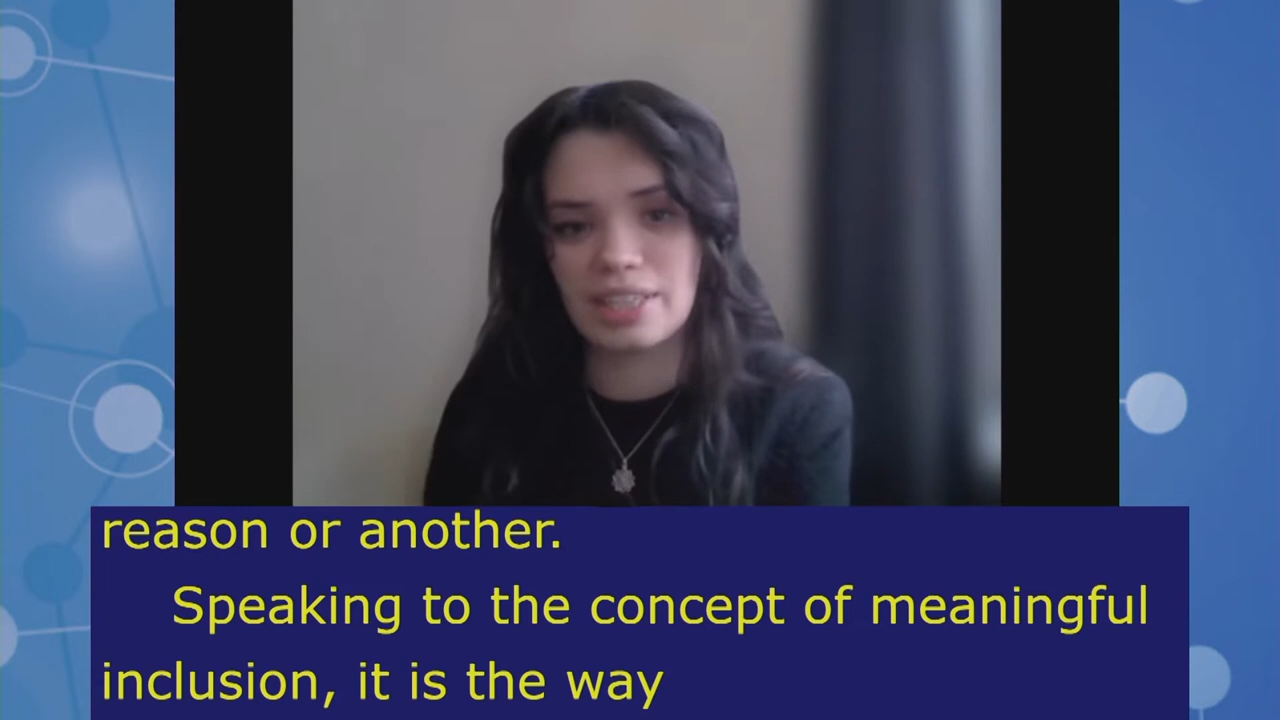 reason or another.
Speaking to the concept of meaningful
inclusion, it is the way